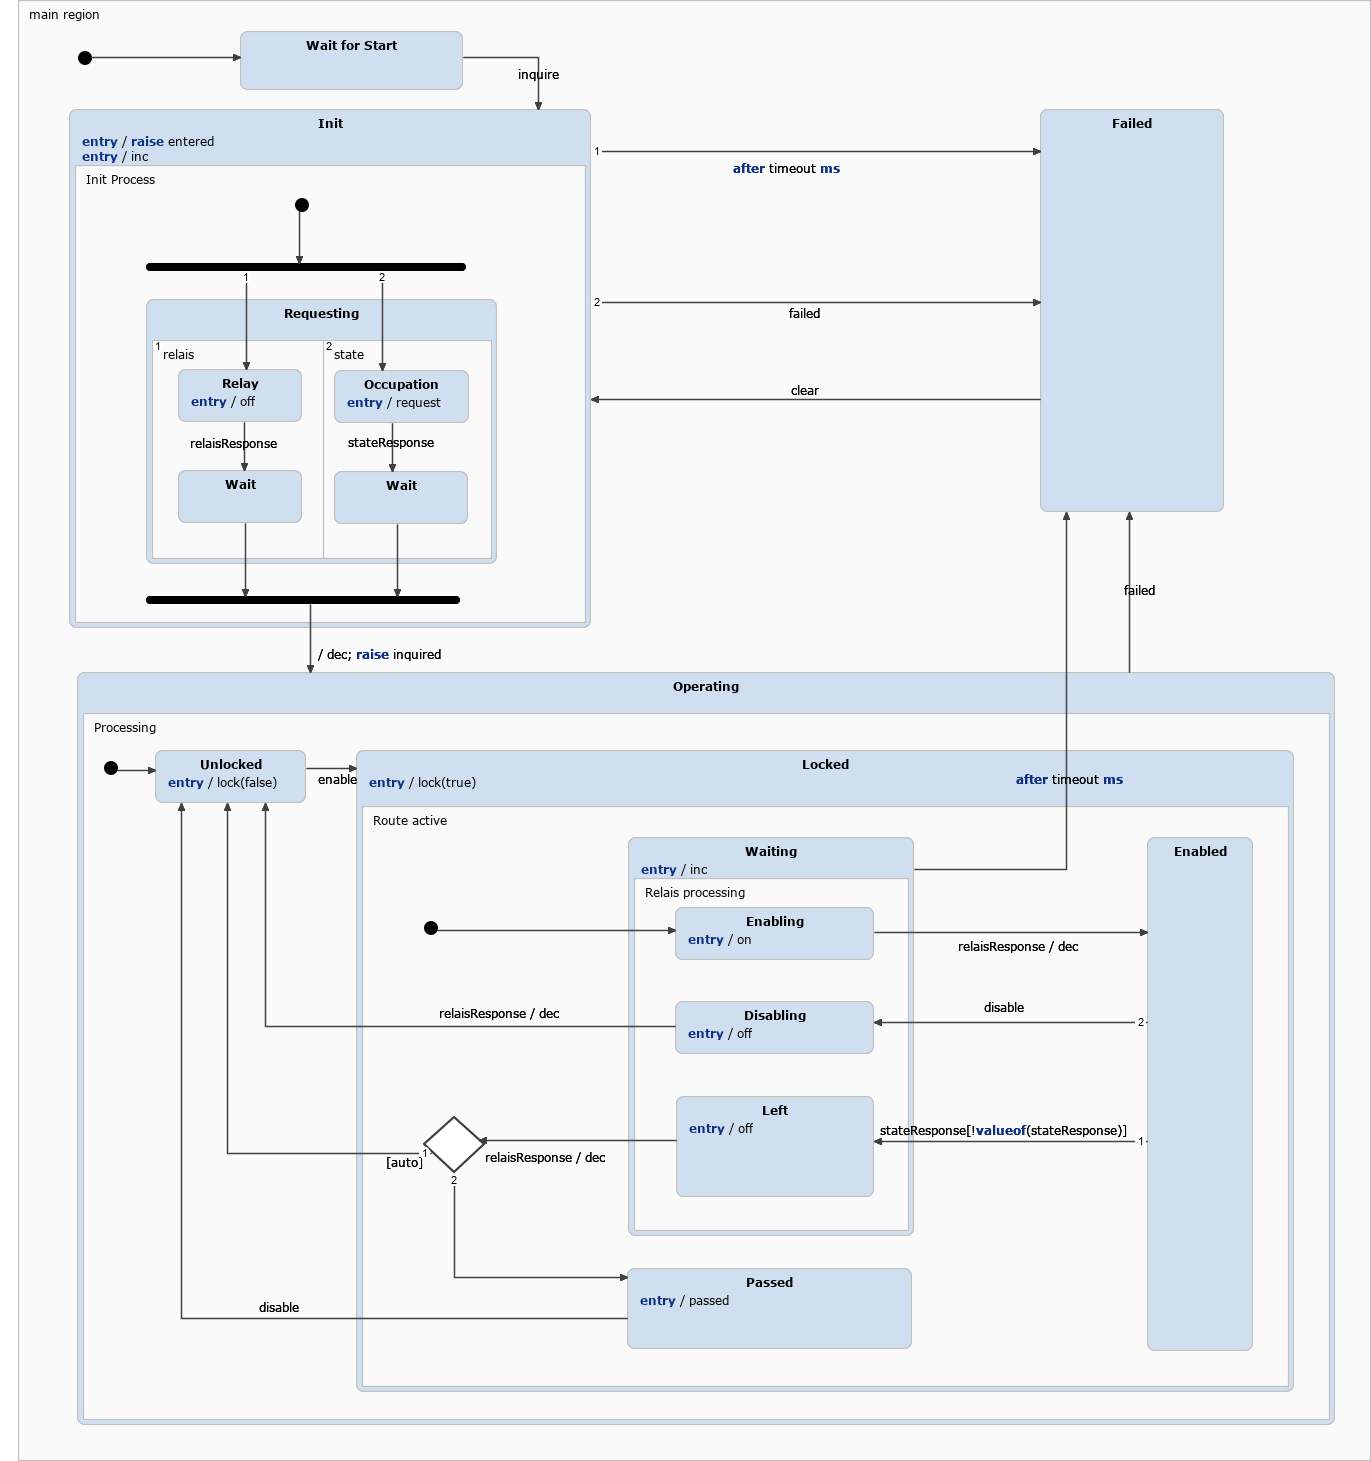 main region
Wait for Start
inquire
Init
entry / raise entered
entry / inc
Init Process
1
after timeout ms
2
failed
clear
Failed
1
2
Requesting
1
relais
2
state
Relay
entry / off
Occupation
entry / request
relaisResponse
stateResponse
Wait
Wait
/ dec; raise inquired
failed
Operating
Processing
Unlocked
entry / lock(false)
enable
Locked
entry / lock(true)
after timeout ms
Route active
Waiting
entry / inc
Relais processing
Enabled
Enabling
entry / on
relaisResponse / dec
Disabling
entry / off
relaisResponse / dec
disable
2
Left
entry / off
stateResponse[!valueof(stateResponse)]
1
relaisResponse / dec
1
[auto]
2
Passed
entry / passed
disable